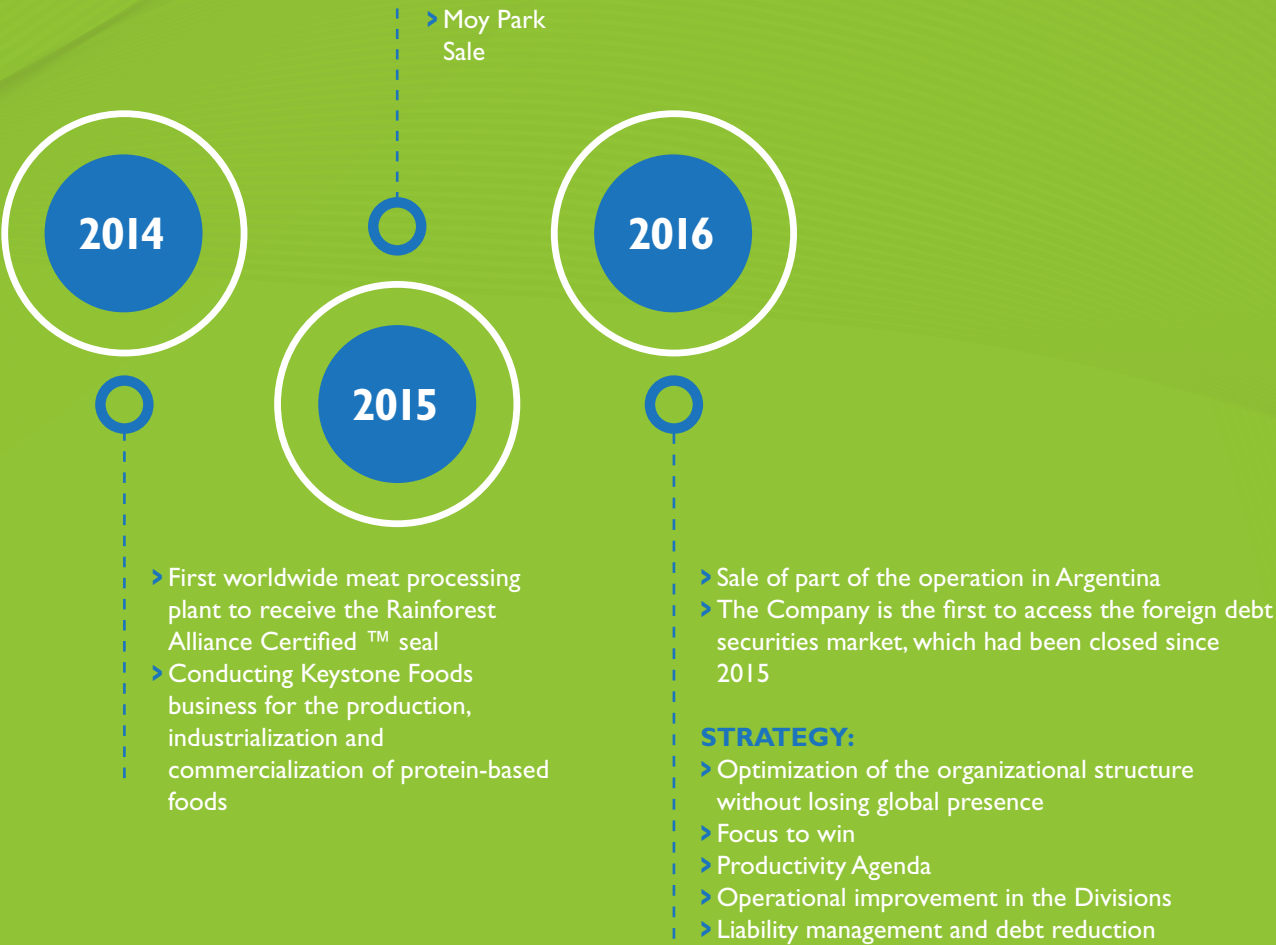 > Moy Park
Sale
2014
2016
2015
> First worldwide meat processing
plant to receive the Rainforest
Alliance Certified ™ seal
> Conducting Keystone Foods
business for the production,
industrialization and
commercialization of protein-based
foods
> Sale of part of the operation in Argentina
> The Company is the first to access the foreign debt
securities market, which had been closed since
2015
STRATEGY:
> Optimization of the organizational structure
without losing global presence
> Focus to win
> Productivity Agenda
> Operational improvement in the Divisions
> Liability management and debt reduction